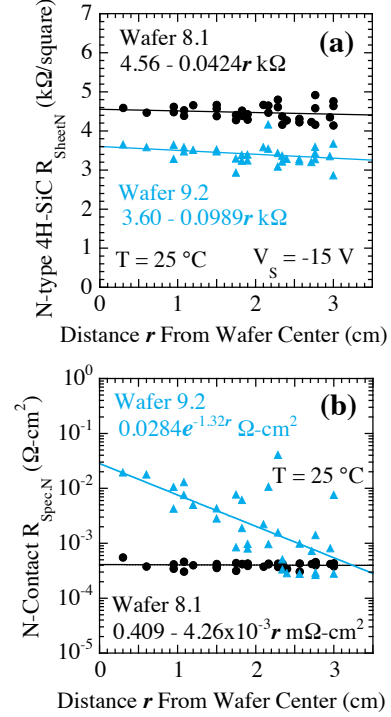 7
6
5
4
3
2
1
0
N-type 4H-SiC R_SheetN (kΩ/square)
Wafer 8.1
(a)
4.56 - 0.0424r kΩ
Wafer 9.2
3.60 - 0.0989r kΩ
T = 25 °C
V_S = -15 V
0 1 2 3
Distance r From Wafer Center (cm)
10^0
10^-1
10^-2
10^-3
10^-4
10^-5
N-Contact R_Spec.N (Ω-cm^2)
Wafer 9.2
(b)
0.0284e^-1.32r Ω-cm^2
T = 25 °C
Wafer 8.1
0.409 - 4.26x10^-3r mΩ-cm^2
0 1 2 3
Distance r From Wafer Center (cm)